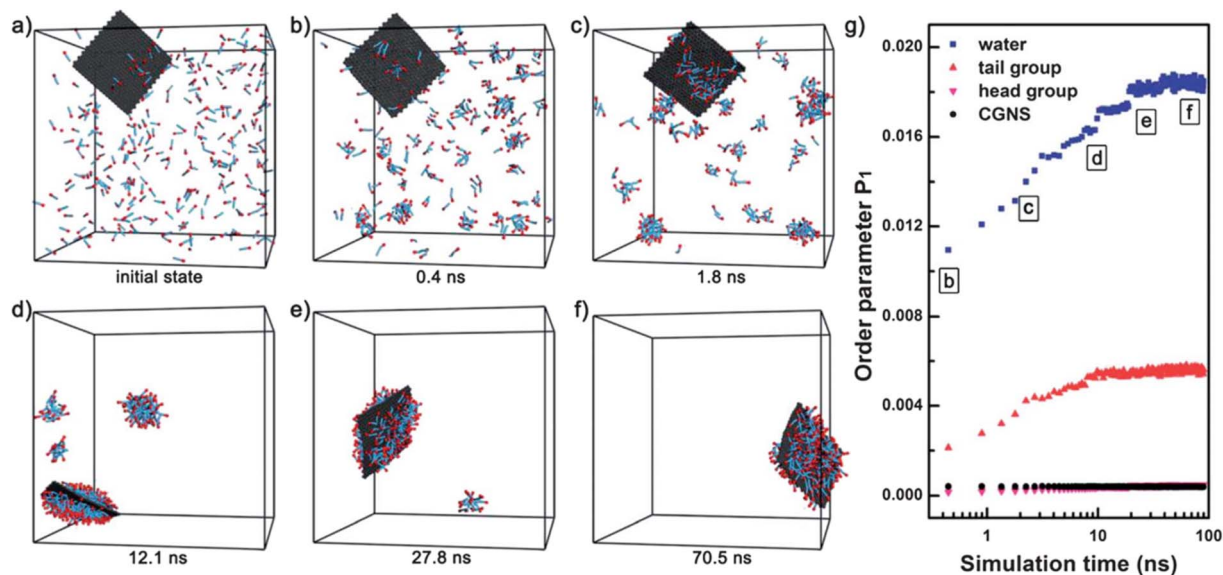 a)
initial state
b)
0.4 ns
c)
1.8 ns
d)
12.1 ns
e)
27.8 ns
f)
70.5 ns
g)
Order parameter P1
0.020
0.016
0.012
0.008
0.004
0.000
water
tail group
head group
CGNS
b
c
d
e
f
1 10 100
Simulation time (ns)